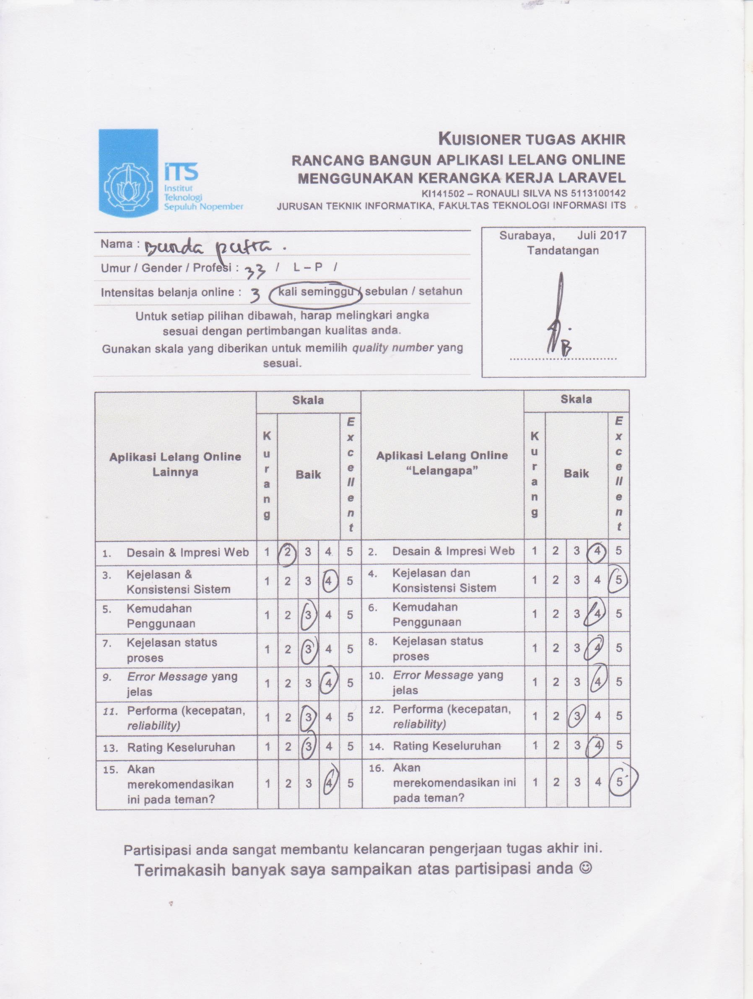 KUISIONER TUGAS AKHIR
RANCANG BANGUN APLIKASI LELANG ONLINE
MENGGUNAKAN KERANGKA KERJA LARAVEL
KI141502 – RONAULI SILVA NS 5113100142
JURUSAN TEKNIK INFORMATIKA, FAKULTAS TEKNOLOGI INFORMASI ITS
iTS
Institut
Teknologi
Sepuluh Nopember
Nama : Bunda putra .
Umur / Gender / Profesi : 33 / L – P /
Intensitas belanja online : 3 kali seminggu / sebulan / setahun
Untuk setiap pilihan dibawah, harap melingkari angka
sesuai dengan pertimbangan kualitas anda.
Gunakan skala yang diberikan untuk memilih quality number yang
sesuai.
Surabaya, Juli 2017
Tandatangan
Aplikasi Lelang Online
Lainnya
Skala
Kurang
Baik
Excellent
Aplikasi Lelang Online
“Lelangapa”
Skala
Kurang
Baik
Excellent
1. Desain & Impresi Web 1 2 3 4 5 2. Desain & Impresi Web 1 2 3 4 5
3. Kejelasan &
Konsistensi Sistem 1 2 3 4 5
4. Kejelasan dan
Konsistensi Sistem 1 2 3 4 5
5. Kemudahan
Penggunaan 1 2 3 4 5
6. Kemudahan
Penggunaan 1 2 3 4 5
7. Kejelasan status
proses 1 2 3 4 5
8. Kejelasan status
proses 1 2 3 4 5
9. Error Message yang
jelas 1 2 3 4 5
10. Error Message yang
jelas 1 2 3 4 5
11. Performa (kecepatan,
reliability) 1 2 3 4 5
12. Performa (kecepatan,
reliability) 1 2 3 4 5
13. Rating Keseluruhan 1 2 3 4 5 14. Rating Keseluruhan 1 2 3 4 5
15. Akan
merekomendasikan
ini pada teman? 1 2 3 4 5
16. Akan
merekomendasikan ini
pada teman? 1 2 3 4 5
Partisipasi anda sangat membantu kelancaran pengerjaan tugas akhir ini.
Terimakasih banyak saya sampaikan atas partisipasi anda ☺